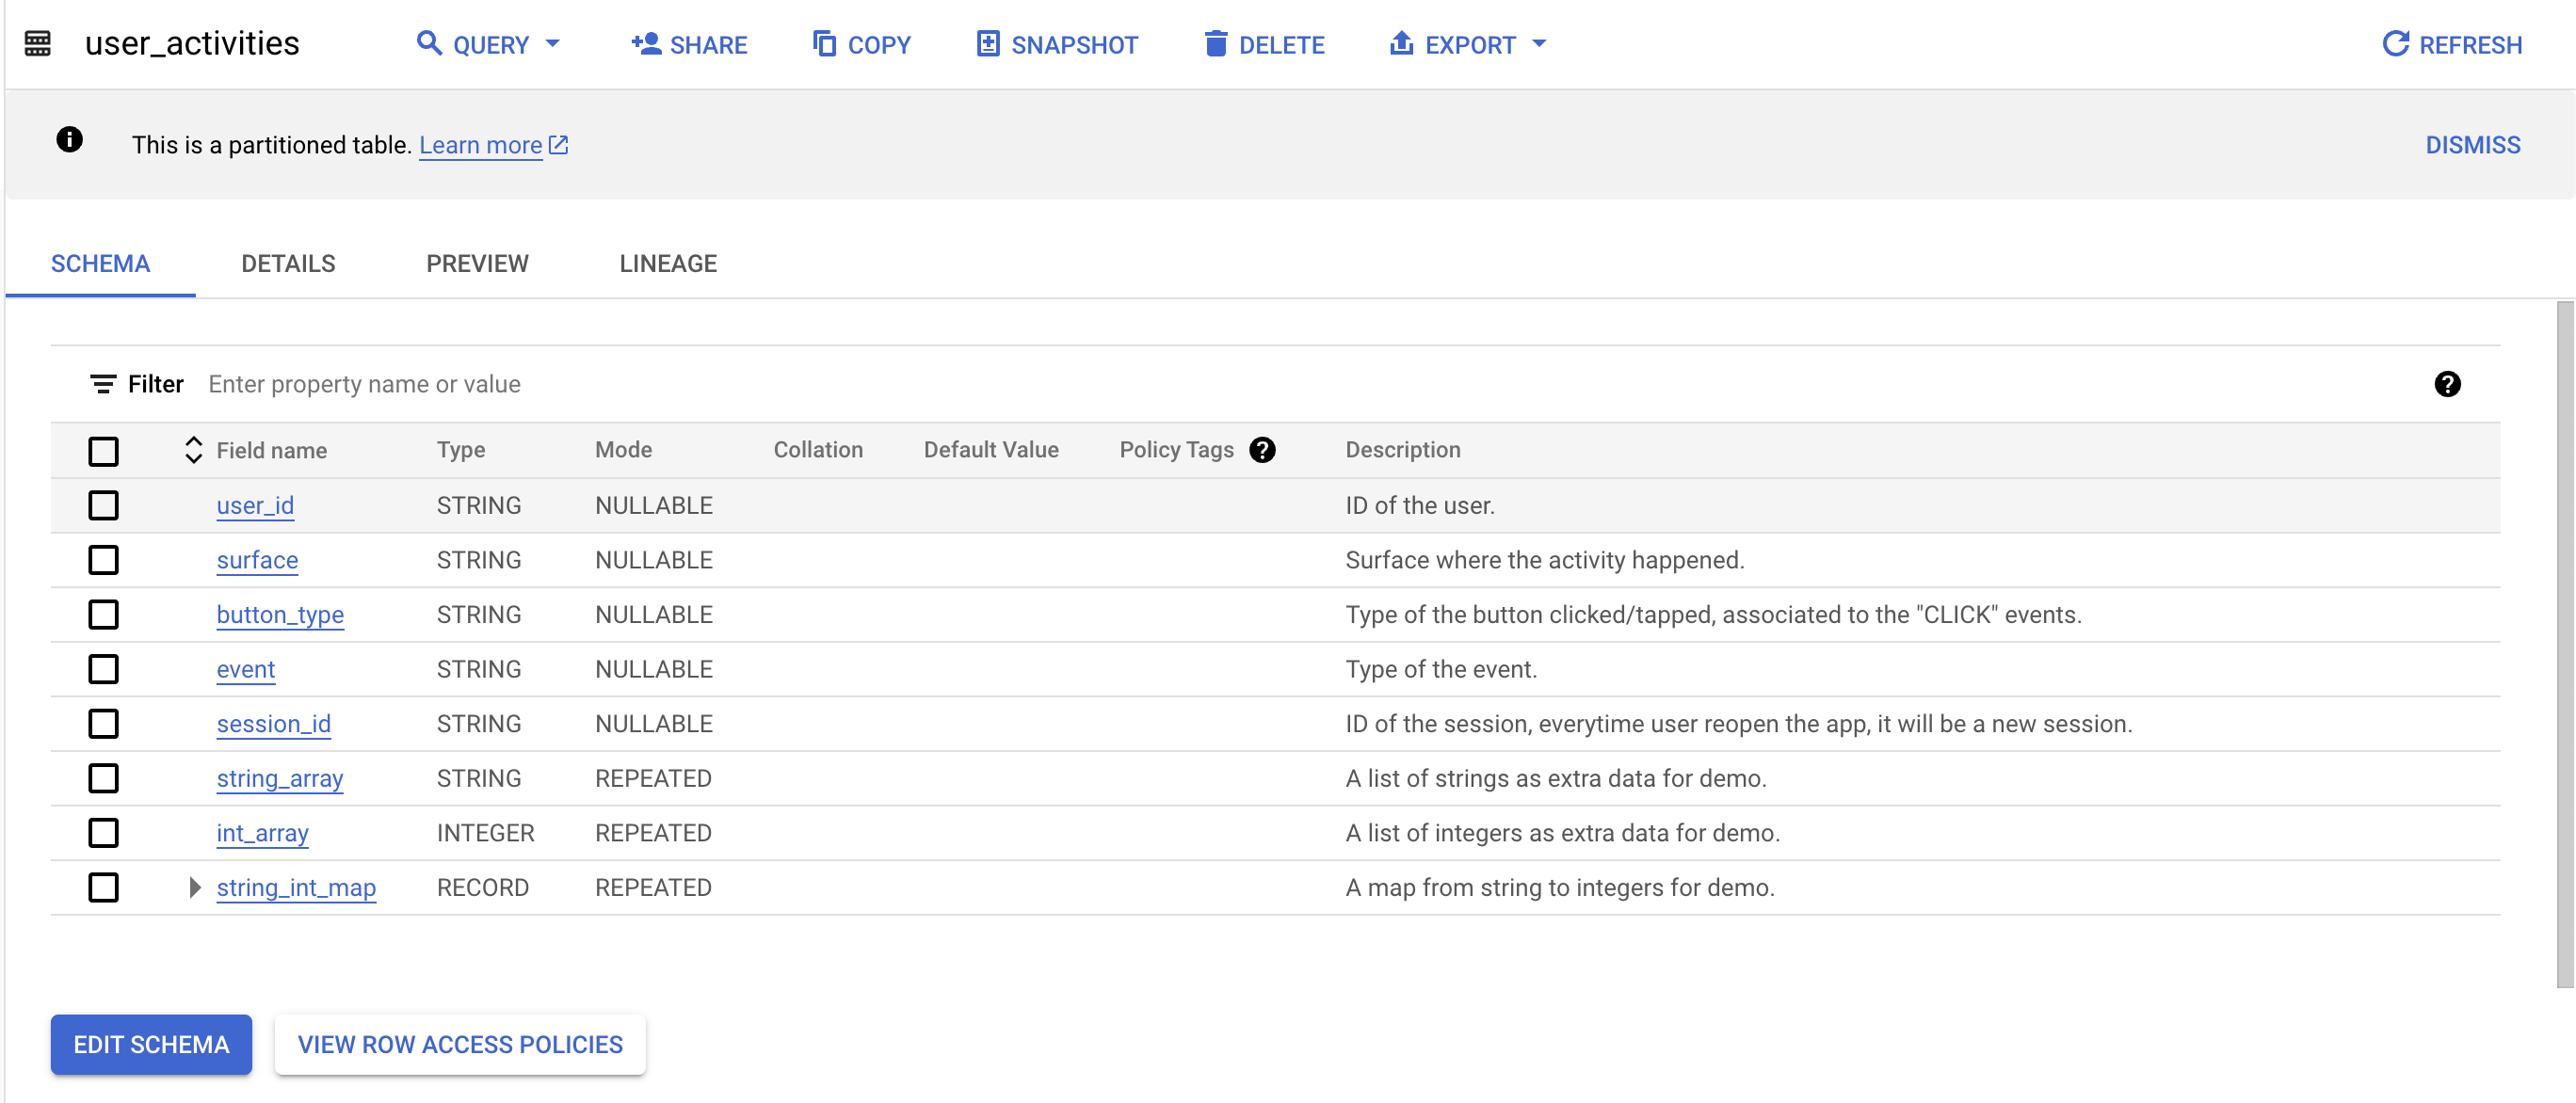 user_activities QUERY SHARE COPY SNAPSHOT DELETE EXPORT REFRESH
This is a partitioned table. Learn more DISMISS
SCHEMA DETAILS PREVIEW LINEAGE
Filter Enter property name or value
Field name Type Mode Collation Default Value Policy Tags Description
user_id STRING NULLABLE ID of the user.
surface STRING NULLABLE Surface where the activity happened.
button_type STRING NULLABLE Type of the button clicked/tapped, associated to the "CLICK" events.
event STRING NULLABLE Type of the event.
session_id STRING NULLABLE ID of the session, everytime user reopen the app, it will be a new session.
string_array STRING REPEATED A list of strings as extra data for demo.
int_array INTEGER REPEATED A list of integers as extra data for demo.
string_int_map RECORD REPEATED A map from string to integers for demo.
EDIT SCHEMA VIEW ROW ACCESS POLICIES